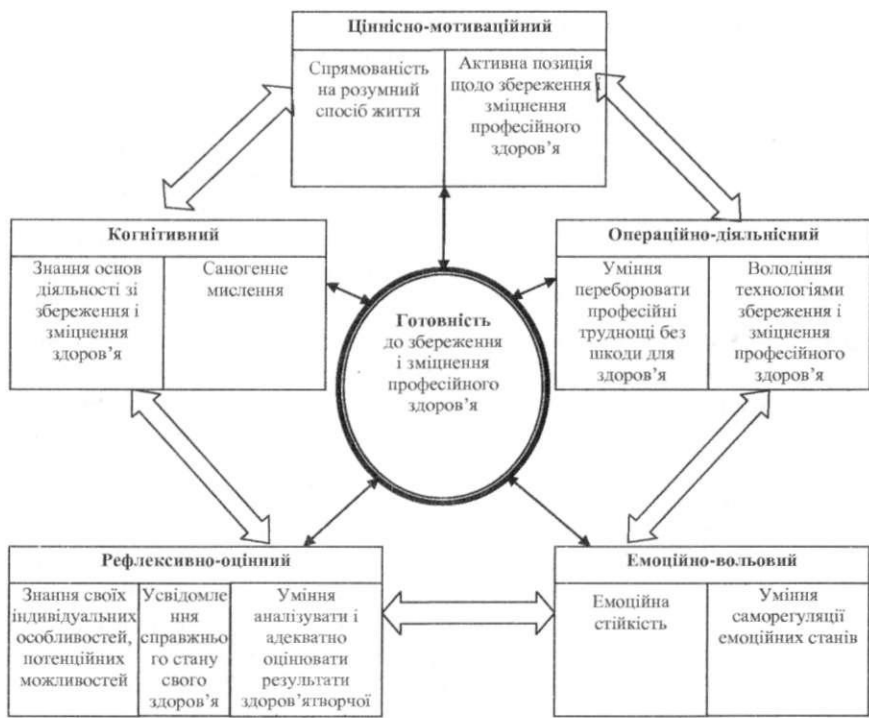 Ціннісно-мотиваційний
Спрямованість
на розумний
спосіб життя
Активна позиція
щодо збереження і
зміцнення
професійного
здоров’я
Когнітивний
Знання основ
діяльності зі
збереження і
зміцнення
здоров’я
Саногенне
мислення
Операційно-діяльнісний
Уміння
переборювати
професійні
труднощі без
шкоди для
здоров’я
Володіння
технологіями
збереження і
зміцнення
професійного
здоров’я
Готовність
до збереження
і зміцнення
професійного
здоров’я
Рефлексивно-оцінний
Знання своїх
індивідуальних
особливостей,
потенційних
можливостей
Усвідомле
ння
справжньо
го стану
свого
здоров’я
Уміння
аналізувати і
адекватно
оцінювати
результати
здоров’ятворчої
Емоційно-вольовий
Емоційна
стійкість
Уміння
саморегуляції
емоційних станів